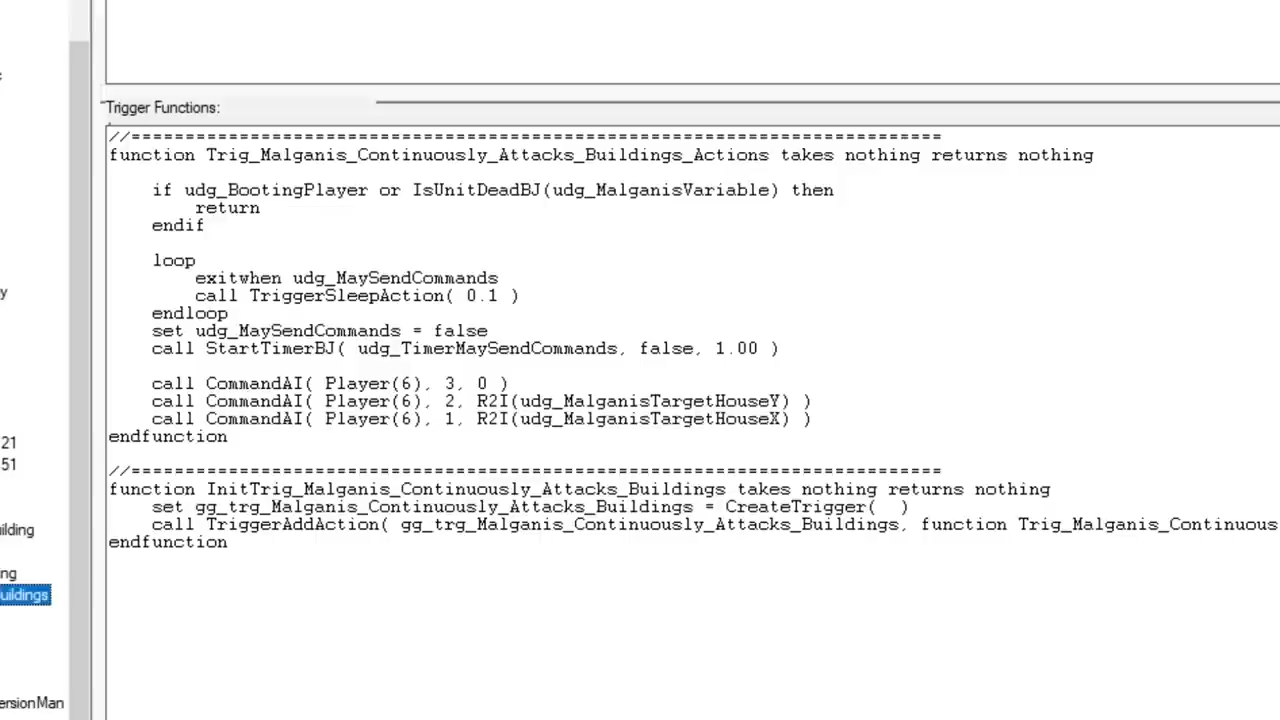 Trigger Functions:
//===========================================================================
function Trig_Malganis_Continuously_Attacks_Buildings_Actions takes nothing returns nothing
if udg_BootingPlayer or IsUnitDeadBJ(udg_MalganisVariable) then
return
endif
loop
exitwhen udg_MaySendCommands
call TriggerSleepAction( 0.1 )
endloop
set udg_MaySendCommands = false
call StartTimerBJ( udg_TimerMaySendCommands, false, 1.00 )
call CommandAI( Player(6), 3, 0 )
call CommandAI( Player(6), 2, R2I(udg_MalganisTargetHouseY) )
call CommandAI( Player(6), 1, R2I(udg_MalganisTargetHouseX) )
endfunction
//===========================================================================
function InitTrig_Malganis_Continuously_Attacks_Buildings takes nothing returns nothing
set gg_trg_Malganis_Continuously_Attacks_Buildings = CreateTrigger(  )
call TriggerAddAction( gg_trg_Malganis_Continuously_Attacks_Buildings, function Trig_Malganis_Continuous
endfunction
y
21
51
uilding
ng
uildings
ersionMan